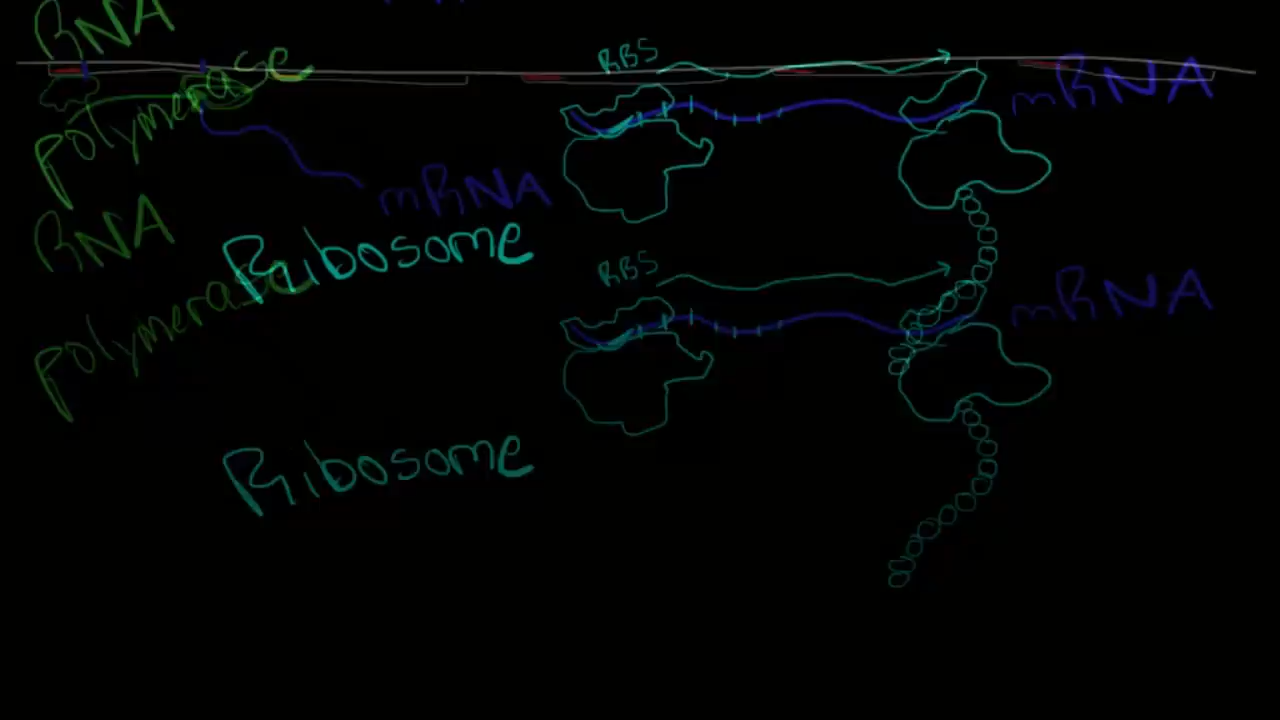 RNA
RBS
polymerase
mRNA
mRNA
RNA
Ribosome
RBS
polymerase
mRNA
Ribosome